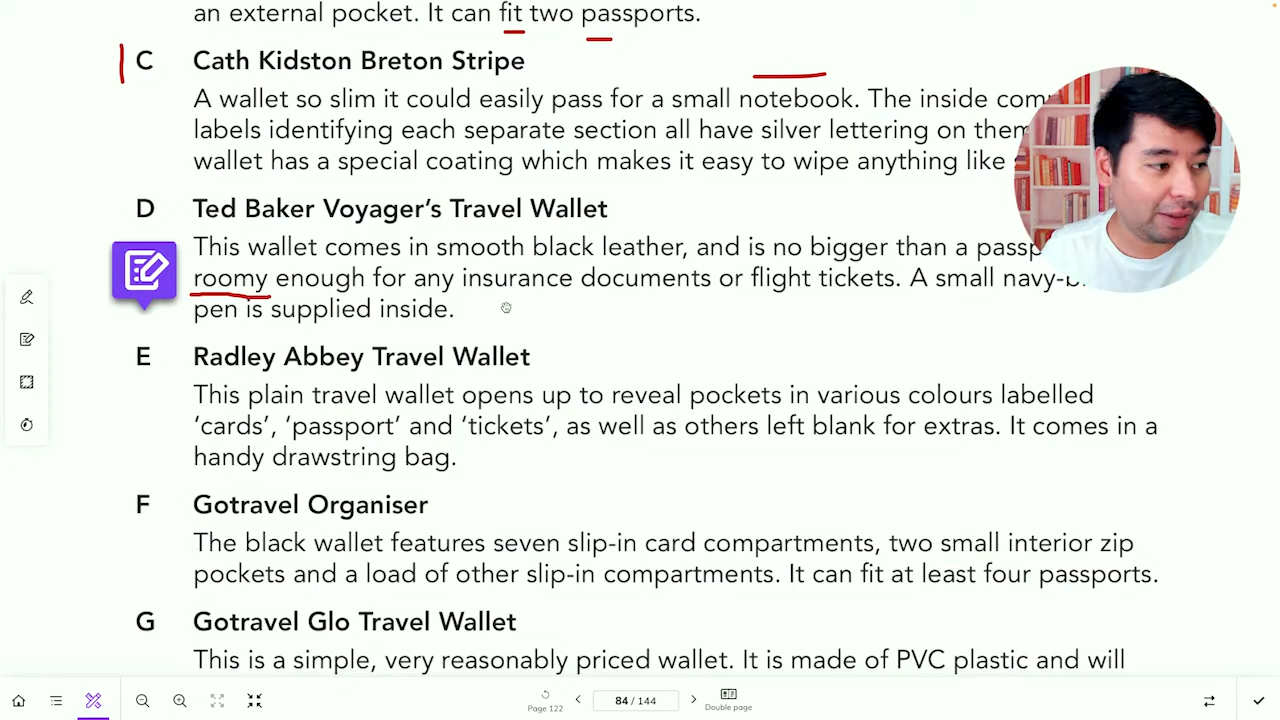 an external pocket. It can fit two passports.
C Cath Kidston Breton Stripe
A wallet so slim it could easily pass for a small notebook. The inside
labels identifying each separate section all have silver lettering on
wallet has a special coating which makes it easy to wipe anything like
D Ted Baker Voyager's Travel Wallet
This wallet comes in smooth black leather, and is no bigger than a
roomy enough for any insurance documents or flight tickets. A small
pen is supplied inside.
E Radley Abbey Travel Wallet
This plain travel wallet opens up to reveal pockets in various colours labelled
'cards', 'passport' and 'tickets', as well as others left blank for extras. It comes in a
handy drawstring bag.
F Gotravel Organiser
The black wallet features seven slip-in card compartments, two small interior zip
pockets and a load of other slip-in compartments. It can fit at least four passports.
G Gotravel Glo Travel Wallet
This is a simple, very reasonably priced wallet. It is made of PVC plastic and will
Page 122
84 / 144
Double page